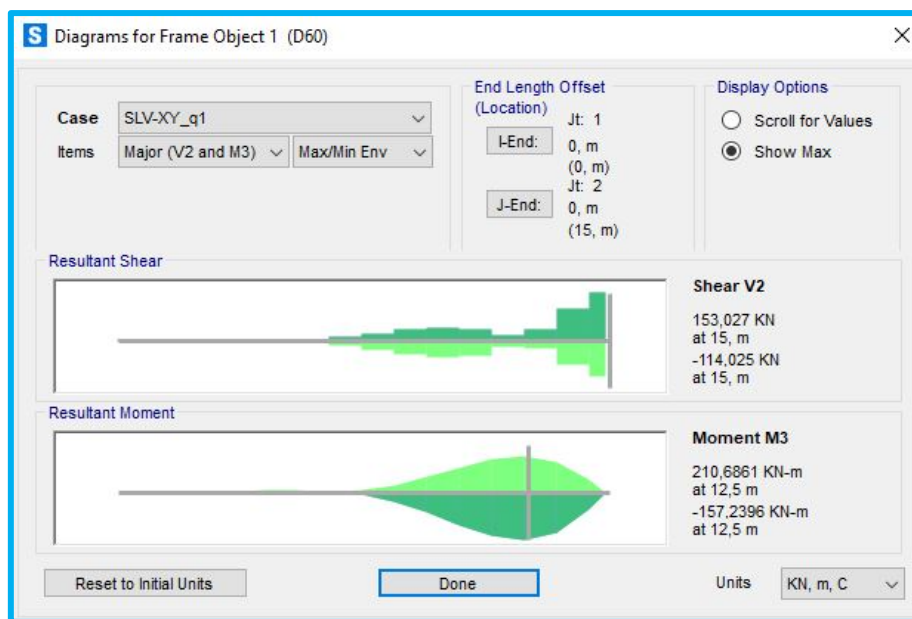 S Diagrams for Frame Object 1 (D60)
Case SLV-XY_q1
Items Major (V2 and M3) Max/Min Env
End Length Offset
(Location)
I-End: Jt: 1
0, m
(0, m)
J-End: Jt: 2
0, m
(15, m)
Display Options
Scroll for Values
Show Max
Resultant Shear
Shear V2
153,027 KN
at 15, m
-114,025 KN
at 15, m
Resultant Moment
Moment M3
210,6861 KN-m
at 12,5 m
-157,2396 KN-m
at 12,5 m
Reset to Initial Units Done Units KN, m, C